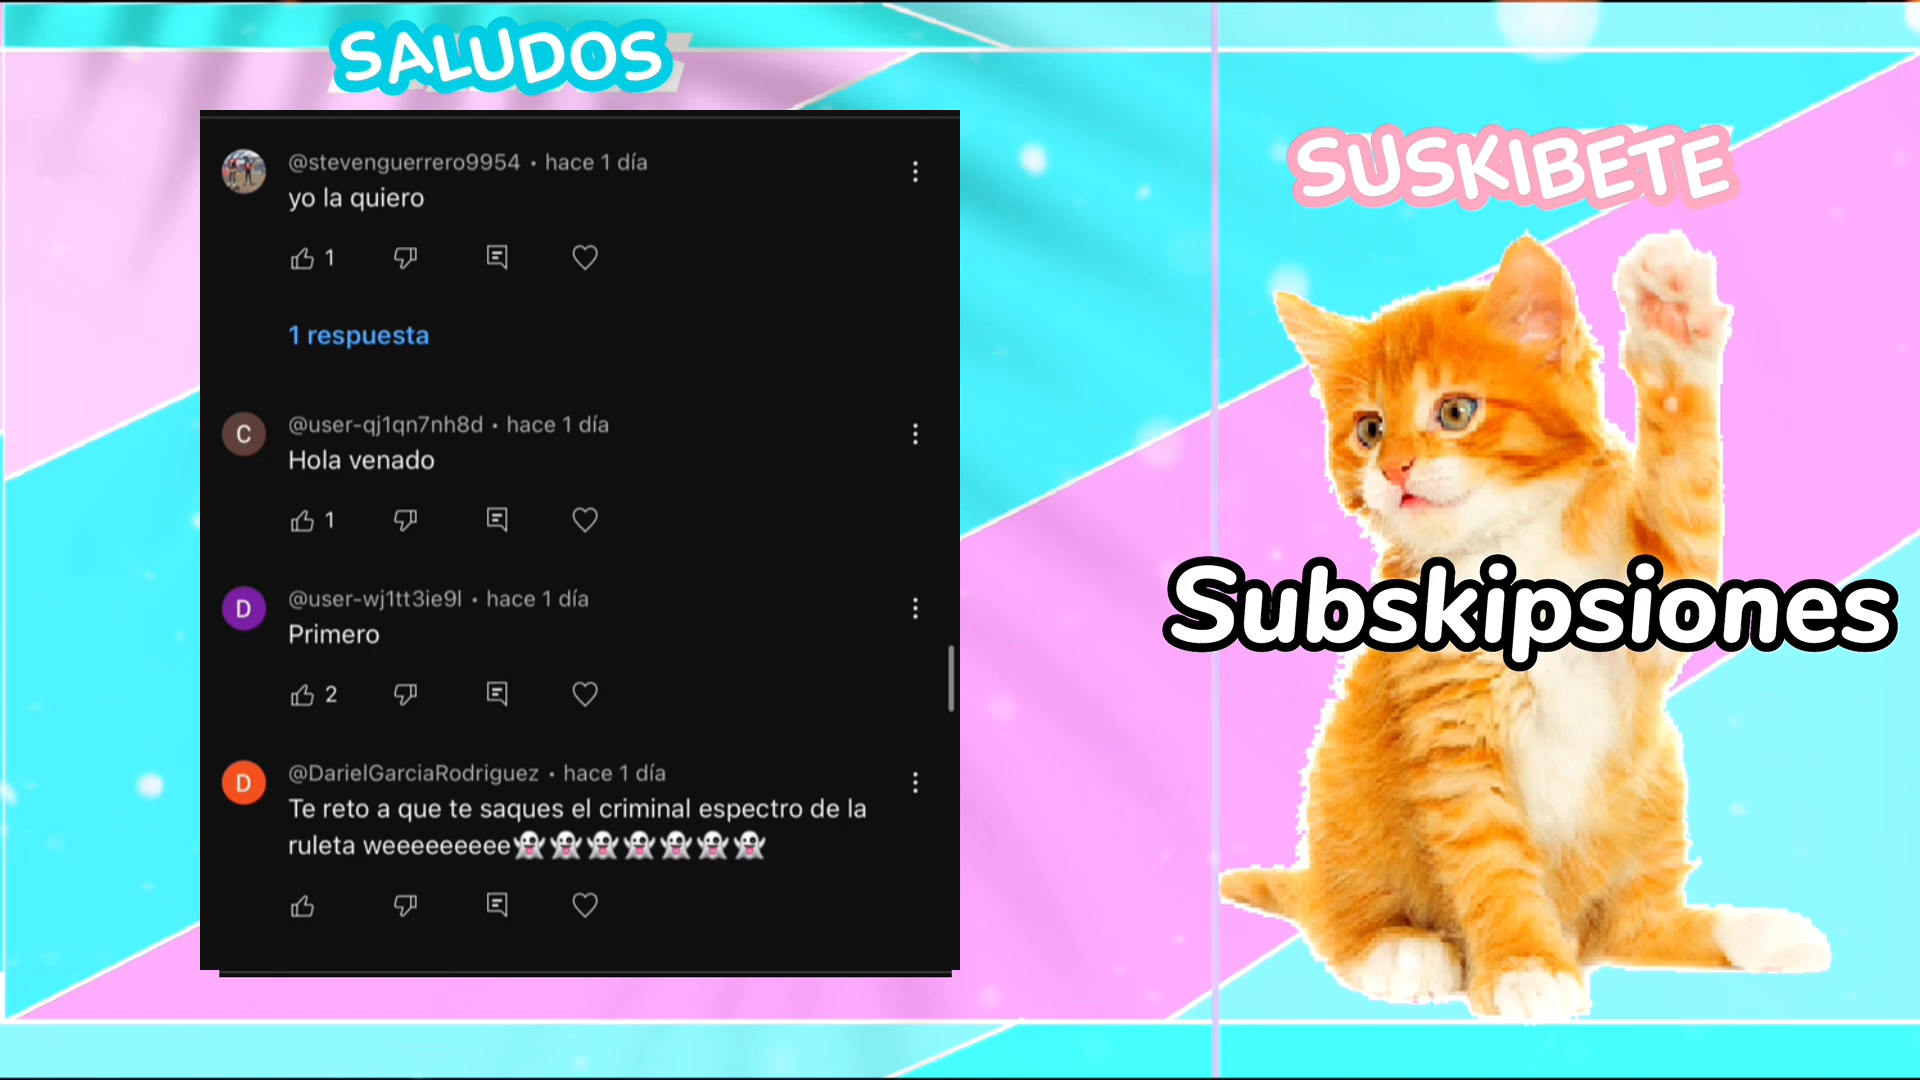 SALUDOS
@stevenguerrero9954 • hace 1 día
yo la quiero
1
1 respuesta
C
@user-qj1qn7nh8d • hace 1 día
Hola venado
1
D
@user-wj1tt3ie9l • hace 1 día
Primero
2
D
@DarielGarciaRodriguez • hace 1 día
Te reto a que te saques el criminal espectro de la
ruleta weeeeeeeee👻👻👻👻👻👻👻
SUSKIBETE
Subskipsiones